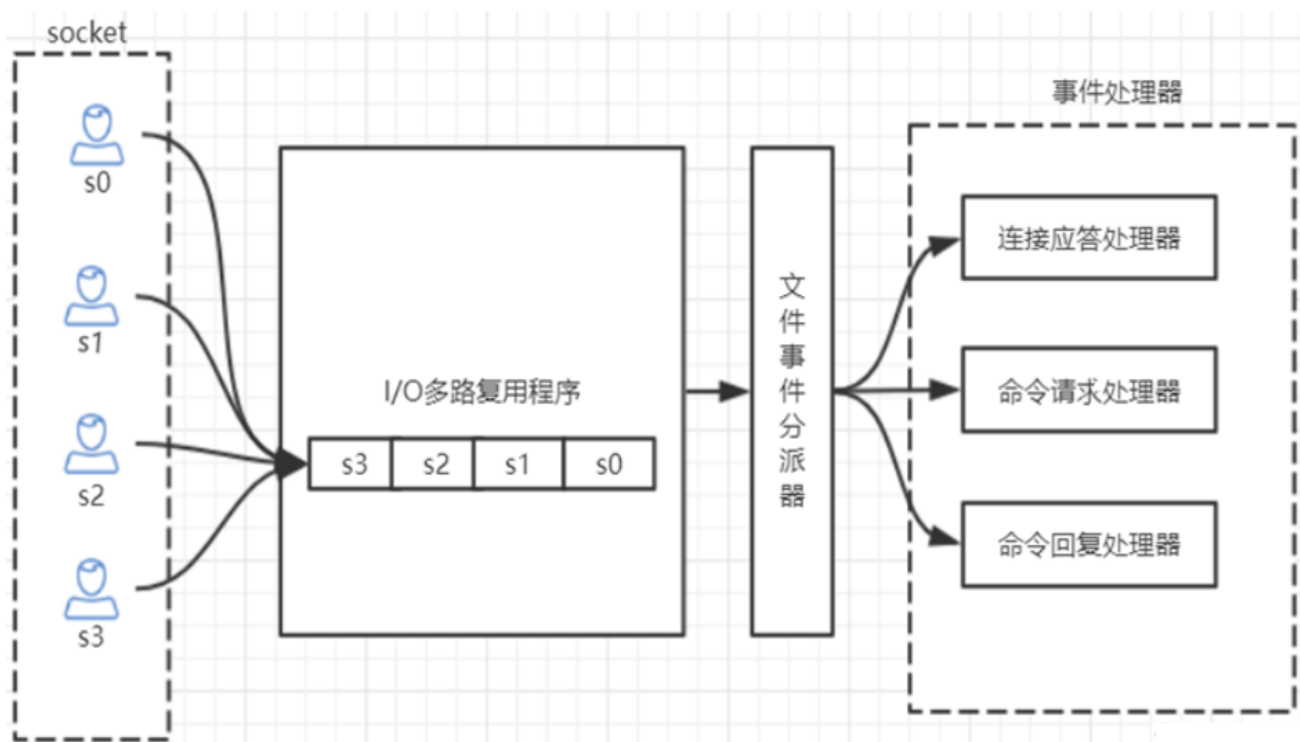 socket
s0
s1
s2
s3
I/O多路复用程序
s3 s2 s1 s0
文件事件分派器
事件处理器
连接应答处理器
命令请求处理器
命令回复处理器